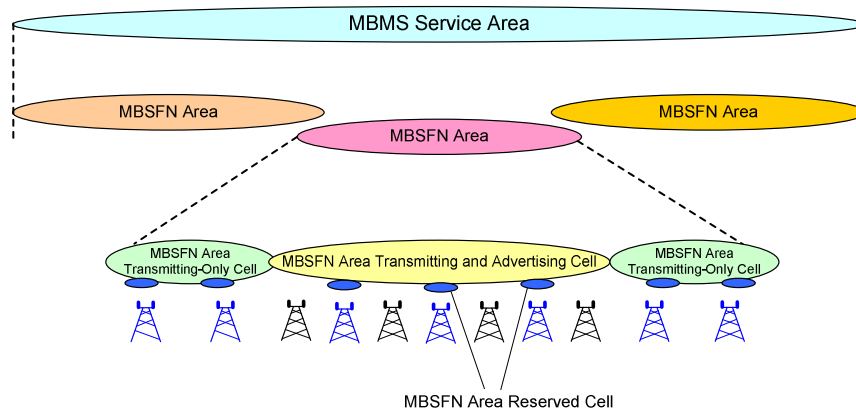 MBMS Service Area
MBSFN Area
MBSFN Area
MBSFN Area
MBSFN Area
Transmitting-Only Cell
MBSFN Area Transmitting and Advertising Cell
MBSFN Area
Transmitting-Only Cell
MBSFN Area Reserved Cell